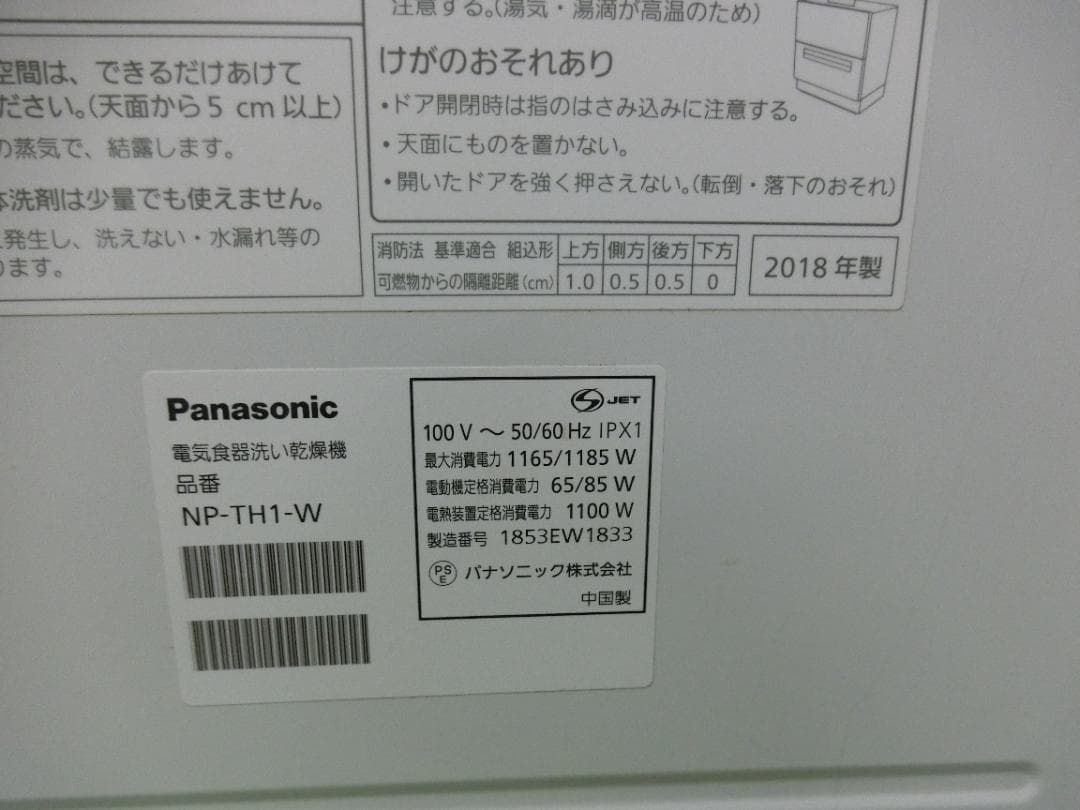 注意する。(湯気・湯滴が高温のため)
けがのおそれあり
・ドア開閉時は指のはさみ込みに注意する。
・天面にものを置かない。
・開いたドアを強く押さえない。(転倒・落下のおそれ)
空間は、できるだけあけて
ださい。(天面から5 cm 以上)
の蒸気で、結露します。
洗剤は少量でも使えません。
発生し、洗えない・水漏れ等の
ります。
消防法 基準適合 組込形 上方 側方 後方 下方
可燃物からの隔離距離(cm) 1.0 0.5 0.5 0
2018 年製
Panasonic
電気食器洗い乾燥機
品番
NP-TH1-W
S JET
100 V ～ 50/60 Hz IPX1
最大消費電力 1165/1185 W
電動機定格消費電力 65/85 W
電熱装置定格消費電力 1100 W
製造番号 1853EW1833
PS E パナソニック株式会社
中国製